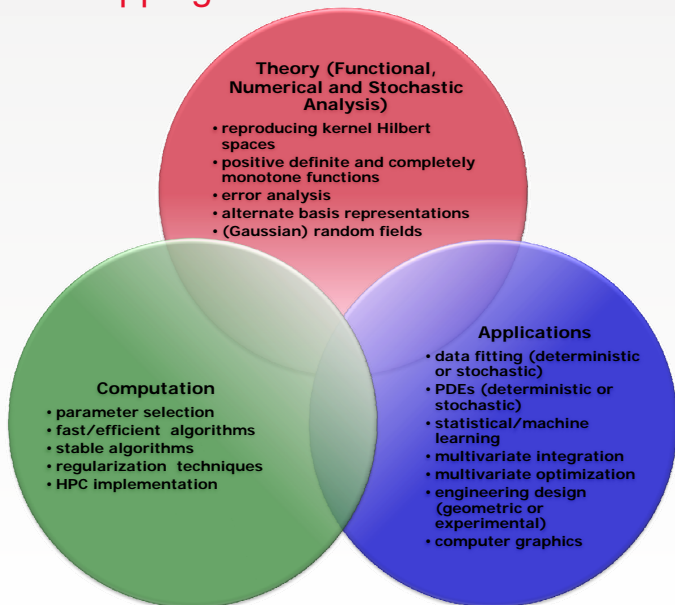 Theory (Functional,
Numerical and Stochastic
Analysis)
• reproducing kernel Hilbert
spaces
• positive definite and completely
monotone functions
• error analysis
• alternate basis representations
• (Gaussian) random fields
Computation
• parameter selection
• fast/efficient algorithms
• stable algorithms
• regularization techniques
• HPC implementation
Applications
• data fitting (deterministic
or stochastic)
• PDEs (deterministic or
stochastic)
• statistical/machine
learning
• multivariate integration
• multivariate optimization
• engineering design
(geometric or
experimental)
• computer graphics